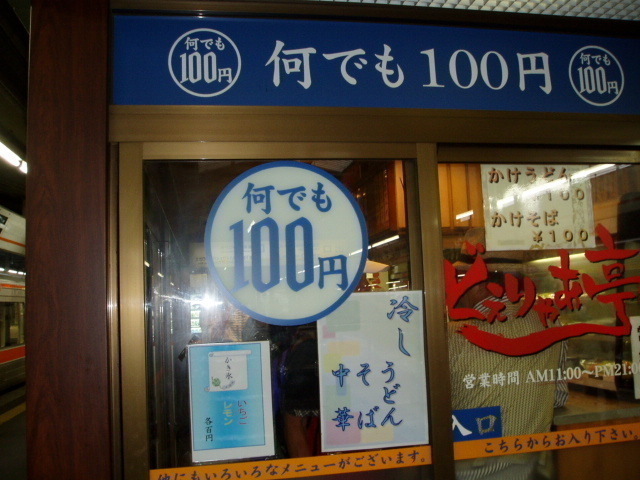 何でも
100円
何でも100円
何でも
100円
何でも
100円
かけうどん
¥100
かけそば
¥100
営業時間 AM11:00~PM21:
入口
こちらからお入り下さい。
冷し
うどん
そば
中華
かき氷
いちご
レモン
各百円
他にもいろいろなメニューがございます。